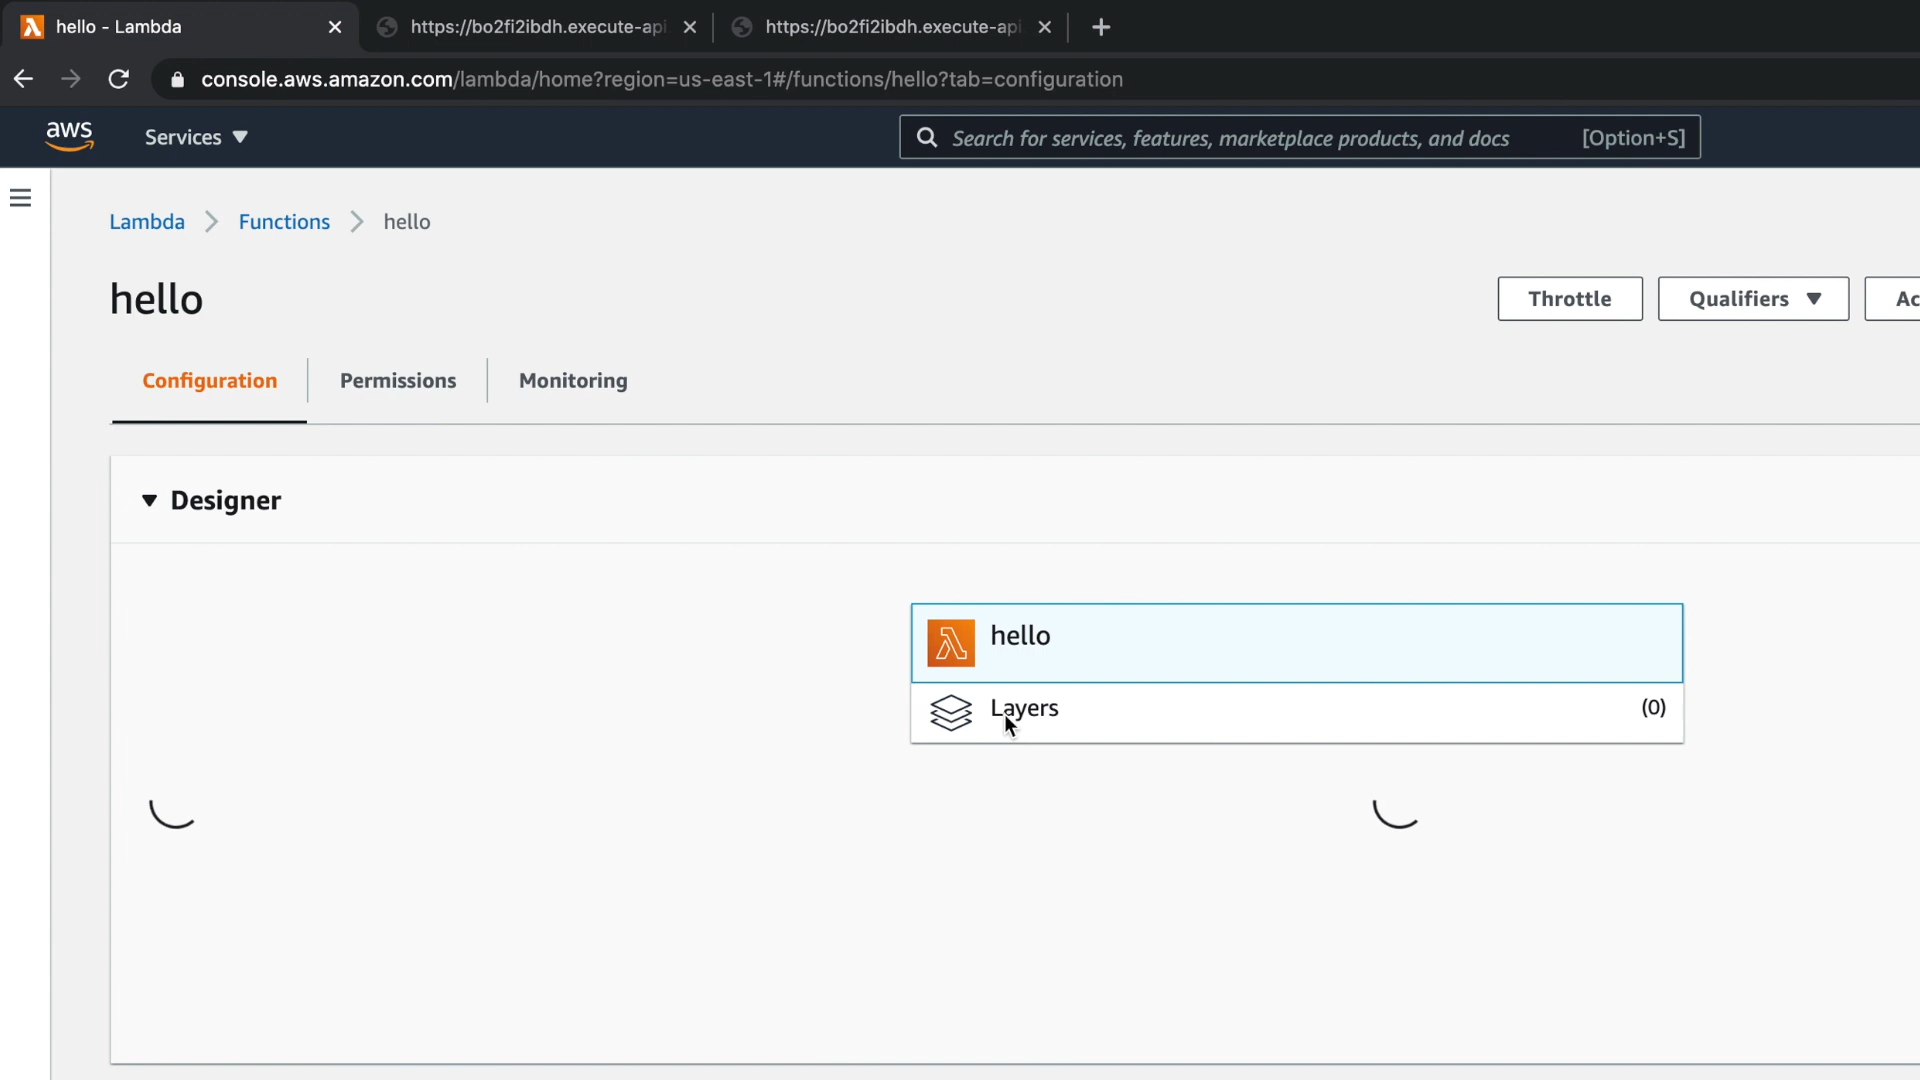 hello - Lambda
https://bo2fi2ibdh.execute-api
https://bo2fi2ibdh.execute-api
console.aws.amazon.com/lambda/home?region=us-east-1#/functions/hello?tab=configuration
aws
Services
Search for services, features, marketplace products, and docs
[Option+S]
Lambda
Functions
hello
hello
Throttle
Qualifiers
Ac
Configuration
Permissions
Monitoring
Designer
hello
Layers
(0)